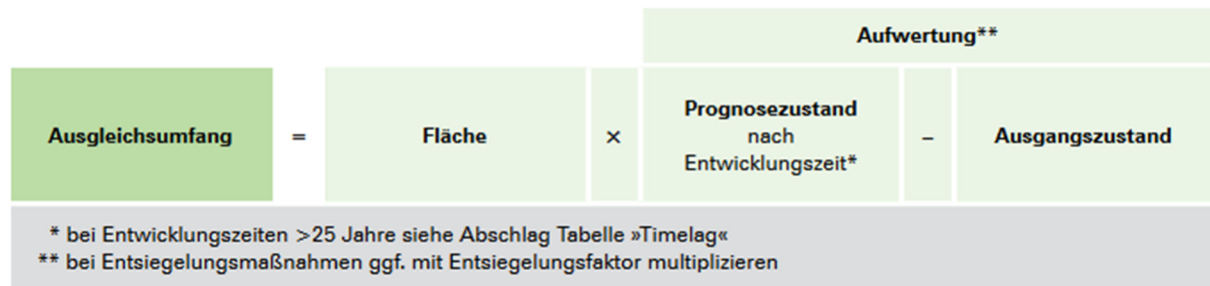 Aufwertung**
Ausgleichsumfang = Fläche × Prognosezustand
nach
Entwicklungszeit* – Ausgangszustand
* bei Entwicklungszeiten >25 Jahre siehe Abschlag Tabelle »Timelag«
** bei Entsiegelungsmaßnahmen ggf. mit Entsiegelungsfaktor multiplizieren